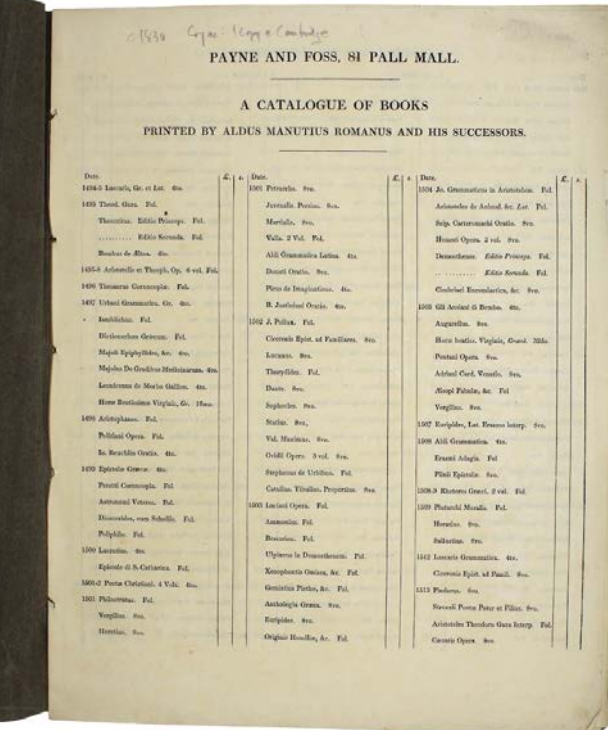 c 1830 Copies: 1 copy @ Cambridge
PAYNE AND FOSS, 81 PALL MALL.
A CATALOGUE OF BOOKS
PRINTED BY ALDUS MANUTIUS ROMANUS AND HIS SUCCESSORS.
Date. £. s.
1494-5 Lascaris, Gr. et Lat. 4to.
1495 Theod. Gaza. Fol.
Theocritus. Editio Princeps. Fol.
.......... Editio Secunda. Fol.
Bembus de Ætna. 4to.
1495-8 Aristotelis et Theoph. Op. 6 vol. Fol.
1496 Thesaurus Cornucopiæ. Fol.
1497 Urbani Grammatica. Gr. 4to.
Iamblichus. Fol.
Dictionarium Græcum. Fol.
Majoli Epiphyllides, &c. 4to.
Majolus De Gradibus Medicinarum. 4to.
Leonicenus de Morbo Gallico. 4to.
Horæ Beatissimæ Virginis, Gr. 16mo.
1498 Aristophanes. Fol.
Politiani Opera. Fol.
Io. Reuchlin Oratio. 4to.
1499 Epistolæ Græcæ. 4to.
Perotti Cornucopia. Fol.
Astronomi Veteres. Fol.
Dioscorides, cum Scholiis. Fol.
Poliphilo. Fol.
1500 Lucretius. 4to.
Epistole di S. Catharina. Fol.
1501-2 Poetæ Christiani. 4 Vols. 4to.
1501 Philostratus. Fol.
Vergilius. 8vo.
Horatius. 8vo.
Date. £. s.
1501 Petrarcha. 8vo.
Juvenalis. Persius. 8vo.
Martialis. 8vo.
Valla. 2 Vol. Fol.
Aldi Grammatica Latina. 4to.
Donati Oratio. 8vo.
Picus de Imaginatione. 4to.
B. Justiniani Oratio. 4to.
1502 J. Pollux. Fol.
Ciceronis Epist. ad Familiares. 8vo.
Lucanus. 8vo.
Thucydides. Fol.
Dante. 8vo.
Sophocles. 8vo.
Statius. 8vo.
Val. Maximus. 8vo.
Ovidii Opera. 3 vol. 8vo.
Stephanus de Urbibus. Fol.
Catullus. Tibullus. Propertius. 8vo.
1503 Luciani Opera. Fol.
Ammonius. Fol.
Bessarion. Fol.
Ulpianus in Demosthenem. Fol.
Xenophontis Omissa, &c. Fol.
Gemistus Pletho, &c. Fol.
Anthologia Græca. 8vo.
Euripides. 8vo.
Originis Homiliæ, &c. Fol.
Date. £. s.
1504 Jo. Grammaticus in Aristotelem. Fol.
Aristoteles de Animal. &c. Lat. Fol.
Scip. Carteromachi Oratio. 8vo.
Homeri Opera. 2 vol. 8vo.
Demosthenes. Editio Princeps. Fol.
.. .......... Editio Secunda. Fol.
Cimbriaci Encomiastica, &c. 8vo.
1505 Gli Asolani di Bembo. 4to.
Augurellus. 8vo.
Horæ beatiss. Virginis, Græcè. 32do.
Pontani Opera. 8vo.
Adriani Card. Venatio. 8vo.
Æsopi Fabulæ, &c. Fol
Vergilius. 8vo.
1507 Euripides, Lat. Erasmo interp. 8vo.
1508 Aldi Grammatica. 4to.
Erasmi Adagia. Fol
Plinii Epistolæ. 8vo.
1508-9 Rhetores Græci. 2 vol. Fol.
1509 Plutarchi Moralia. Fol.
Horatius. 8vo.
Sallustius. 8vo.
1512 Lascaris Grammatica. 4to.
Ciceronis Epist. ad Famil. 8vo.
1513 Pindarus. 8vo.
Strozzii Poetæ Pater et Filius. 8vo.
Aristoteles Theodoro Gaza Interp. Fol.
Cæsaris Opera. 8vo.